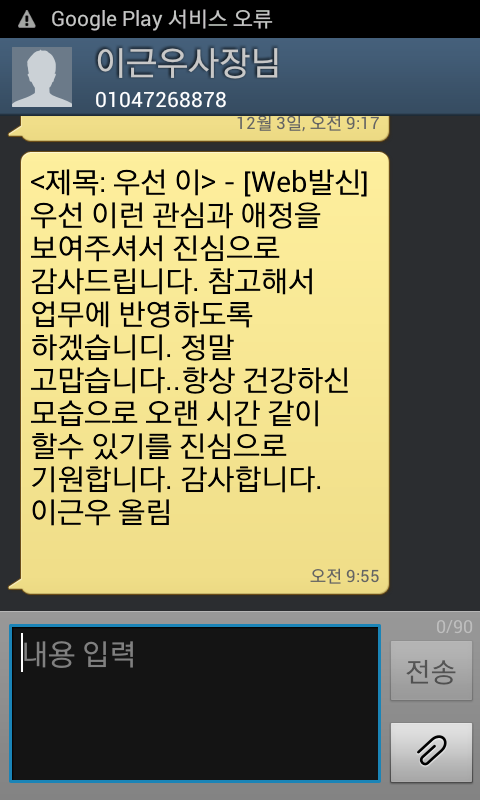 Google Play 서비스 오류
이근우사장님
01047268878
12월 3일, 오전 9:17
<제목: 우선 이> - [Web발신]
우선 이런 관심과 애정을
보여주셔서 진심으로
감사드립니다. 참고해서
업무에 반영하도록
하겠습니디. 정말
고맙습니다..항상 건강하신
모습으로 오랜 시간 같이
할수 있기를 진심으로
기원합니다. 감사합니다.
이근우 올림
오전 9:55
0/90
내용 입력
전송